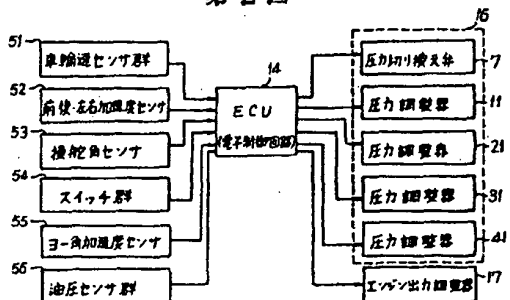 51
車輪速センサ群
52
前後・左右加速度センサ
53
操舵角センサ
54
スイッチ群
55
ヨー角加速度センサ
56
油圧センサ群
14
ECU
(電子制御回路)
16
圧力切り換え弁
7
圧力調整器
11
圧力調整器
21
圧力調整器
31
圧力調整器
41
エンジン出力調整器
17